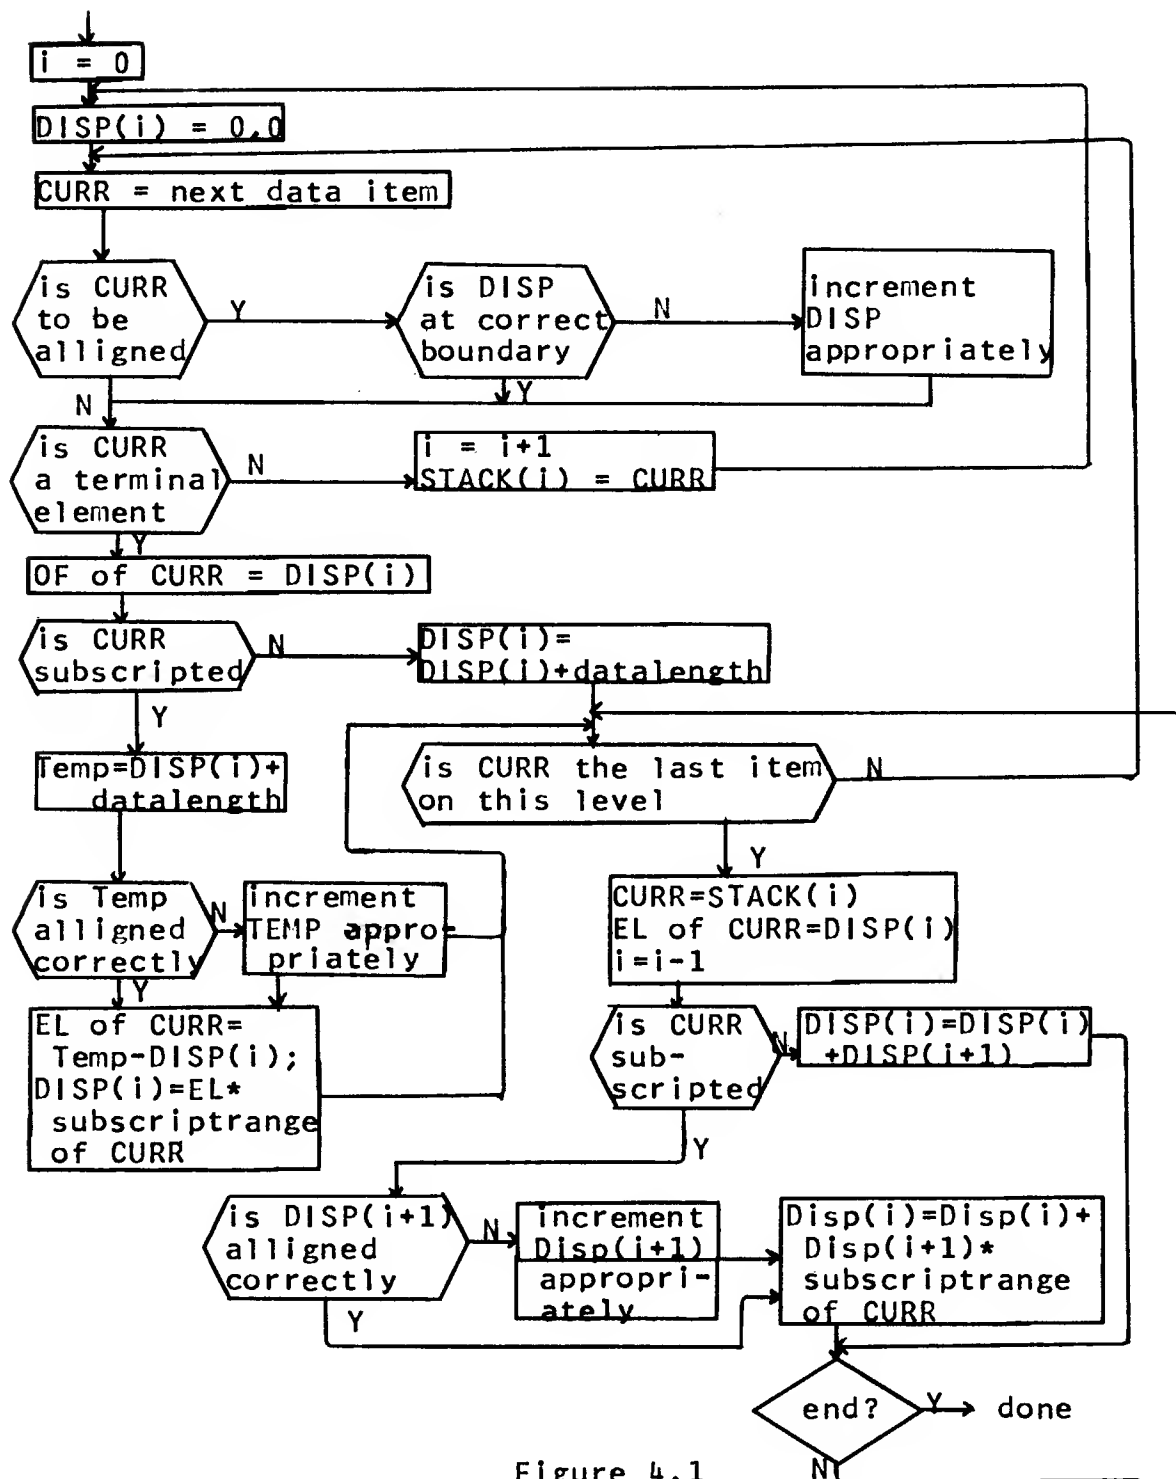 i = 0
DISP(i) = 0,0
CURR = next data item
is CURR
to be
alligned
Y
is DISP
at correct
boundary
N
increment
DISP
appropriately
N
Y
is CURR
a terminal
element
N
i = i+1
STACK(i) = CURR
Y
OF of CURR = DISP(i)
is CURR
subscripted
N
DISP(i)=
DISP(i)+datalength
Y
Temp=DISP(i)+
datalength
is CURR the last item
on this level
N
Y
is Temp
alligned
correctly
N
increment
TEMP appro-
priately
Y
CURR=STACK(i)
EL of CURR=DISP(i)
i=i-1
EL of CURR=
Temp-DISP(i);
DISP(i)=EL*
subscriptrange
of CURR
is CURR
sub-
scripted
N
DISP(i)=DISP(i)
+DISP(i+1)
Y
is DISP(i+1)
alligned
correctly
N
increment
Disp(i+1)
appropri-
ately
Disp(i)=Disp(i)+
Disp(i+1)*
subscriptrange
of CURR
Y
end?
Y
done
N
Figure 4.1